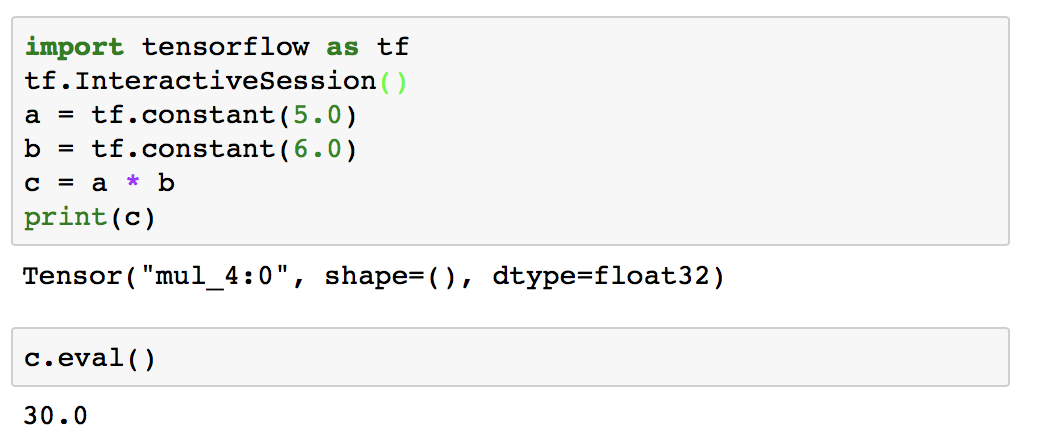 import tensorflow as tf
tf.InteractiveSession()
a = tf.constant(5.0)
b = tf.constant(6.0)
c = a * b
print(c)
Tensor("mul_4:0", shape=(), dtype=float32)
c.eval()
30.0